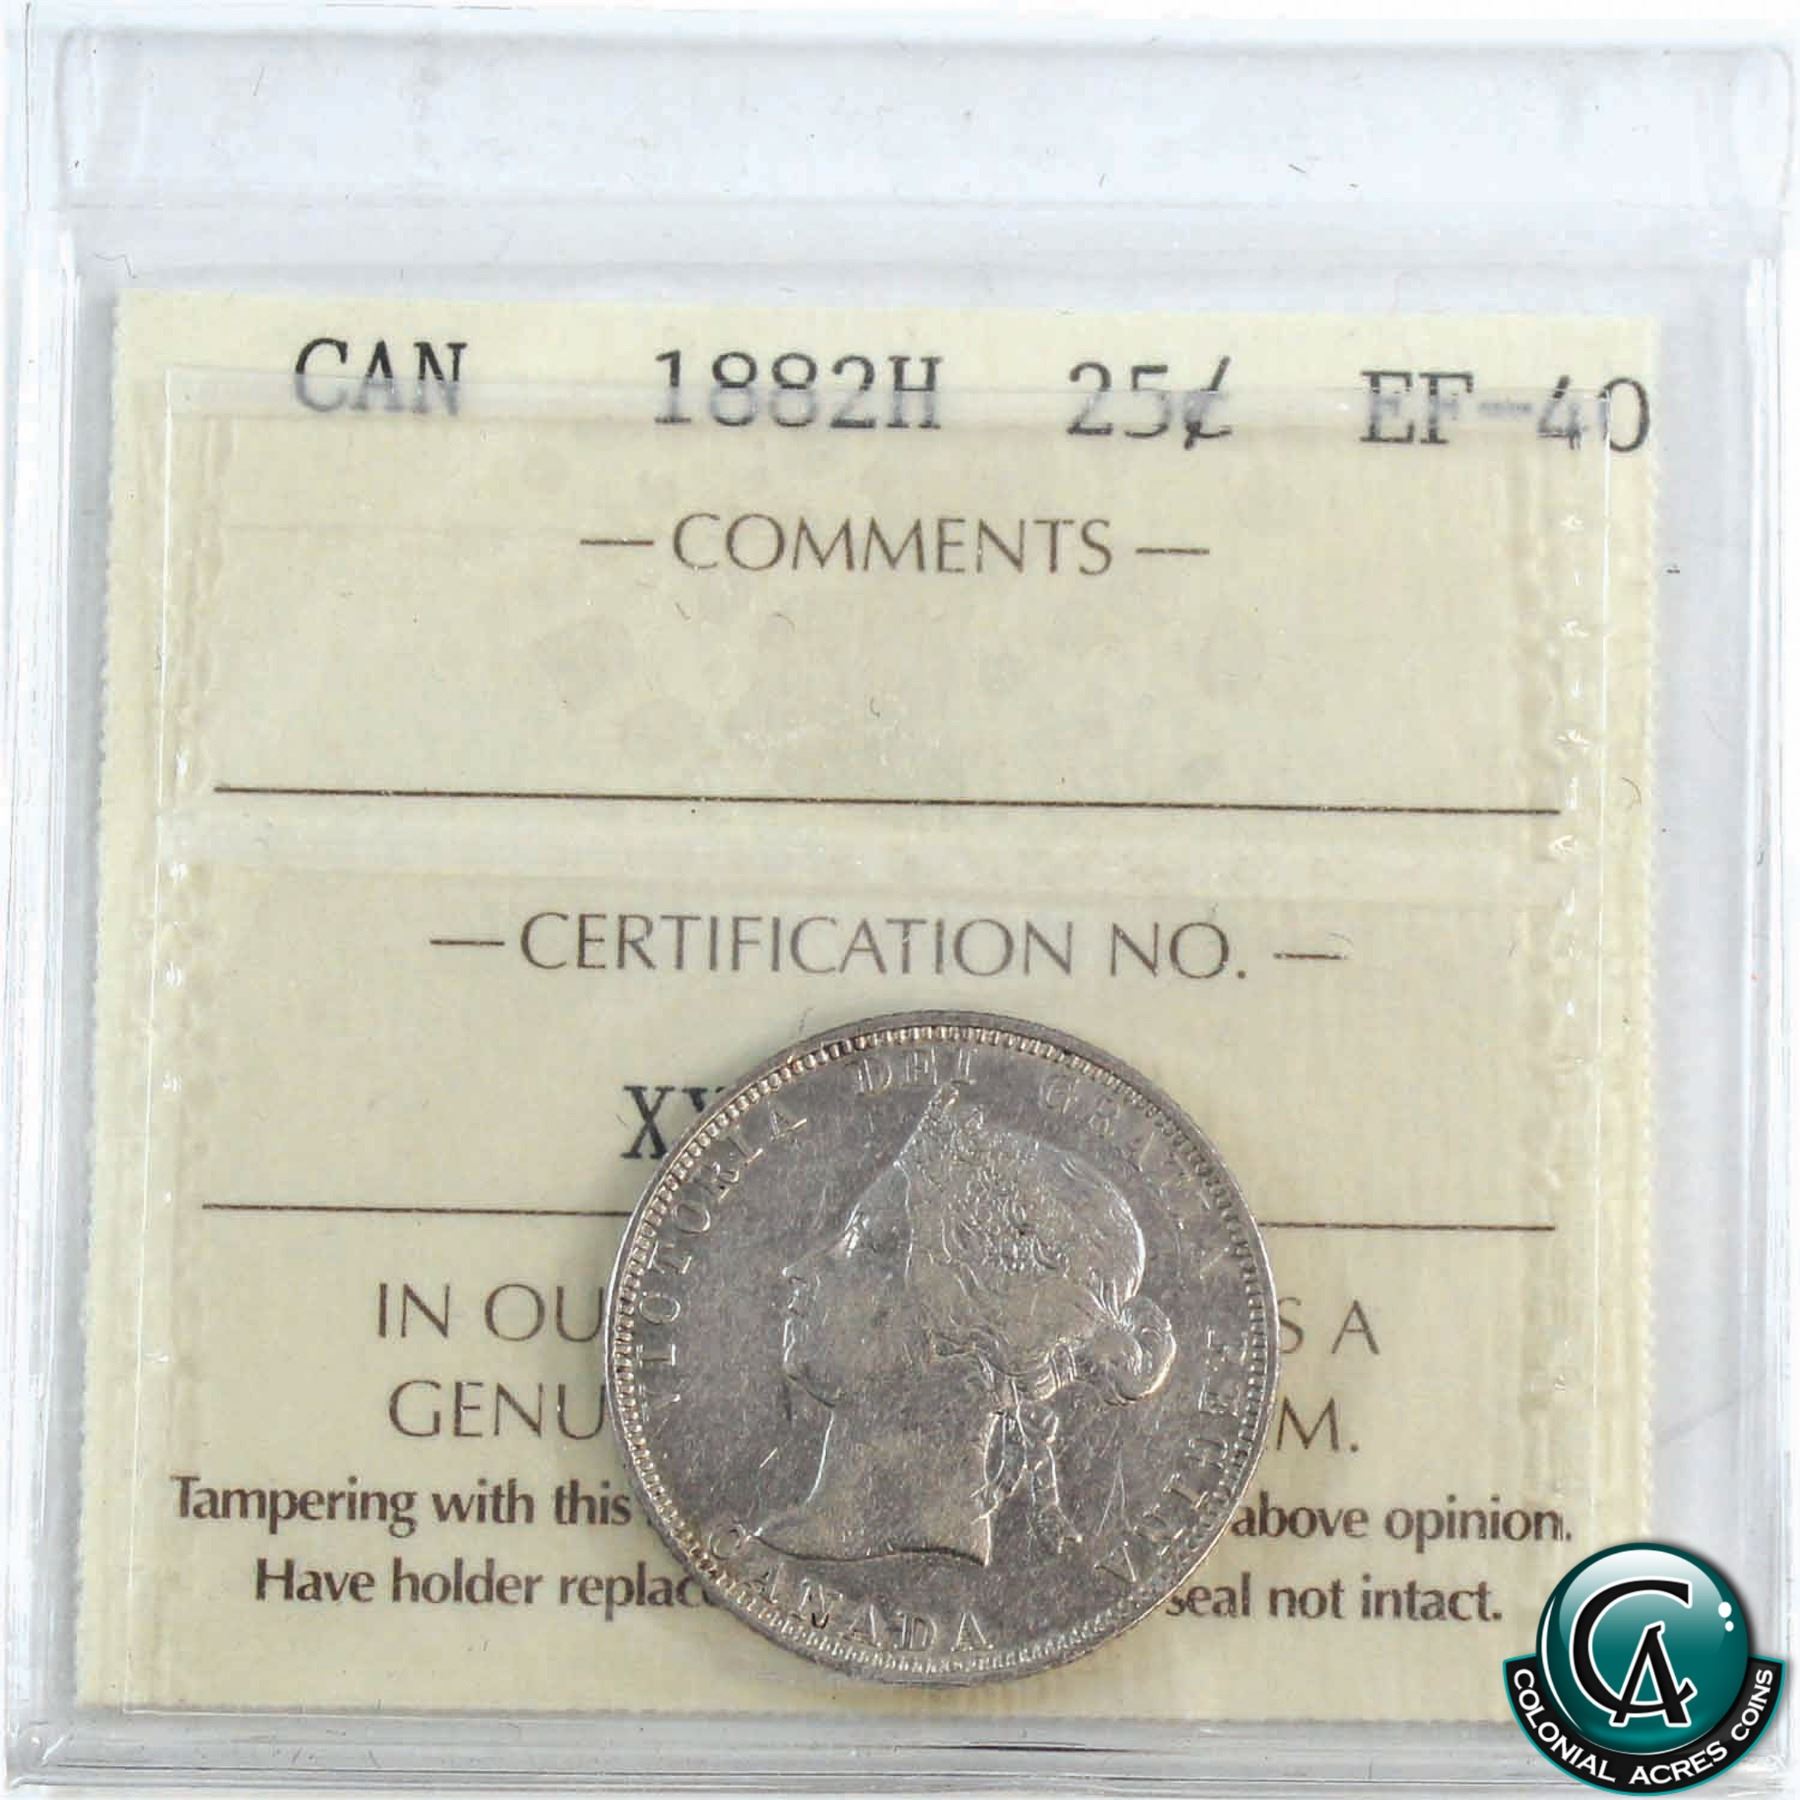 CAN 1882H 25¢ EF-40
— COMMENTS —
— CERTIFICATION NO. —
IN OU S A
GENU M.
Tampering with this above opinion.
Have holder replac seal not intact.
VICTORIA DEI GRATIA REGINA
CANADA
CA
COLONIAL ACRES COINS